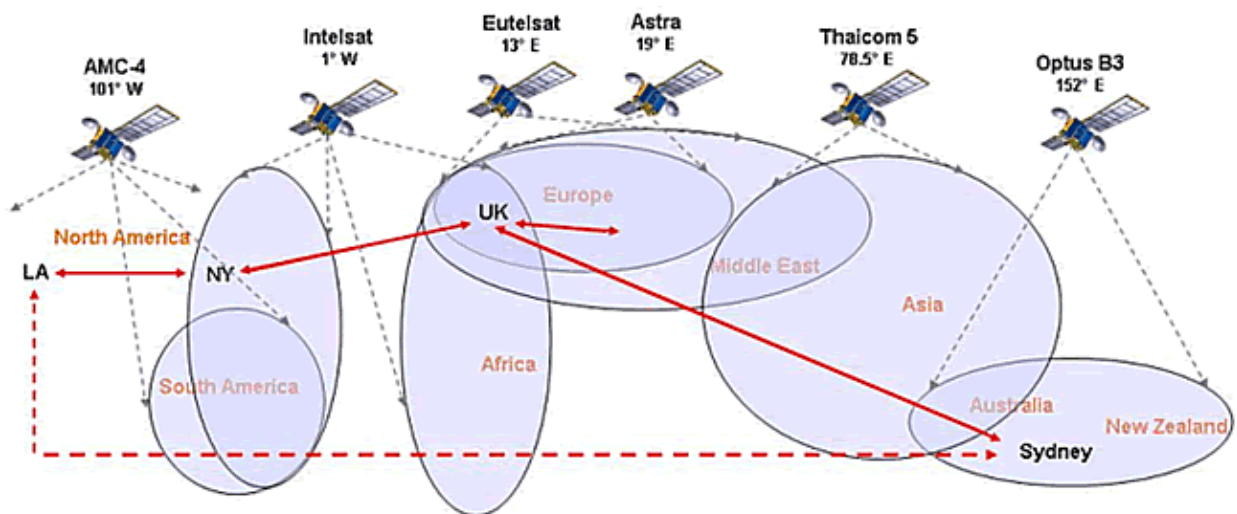 AMC-4
101° W
Intelsat
1° W
Eutelsat
13° E
Astra
19° E
Thaicom 5
78.5° E
Optus B3
152° E
Europe
UK
North America
LA
NY
Middle East
Asia
Africa
South America
Australia
New Zealand
Sydney